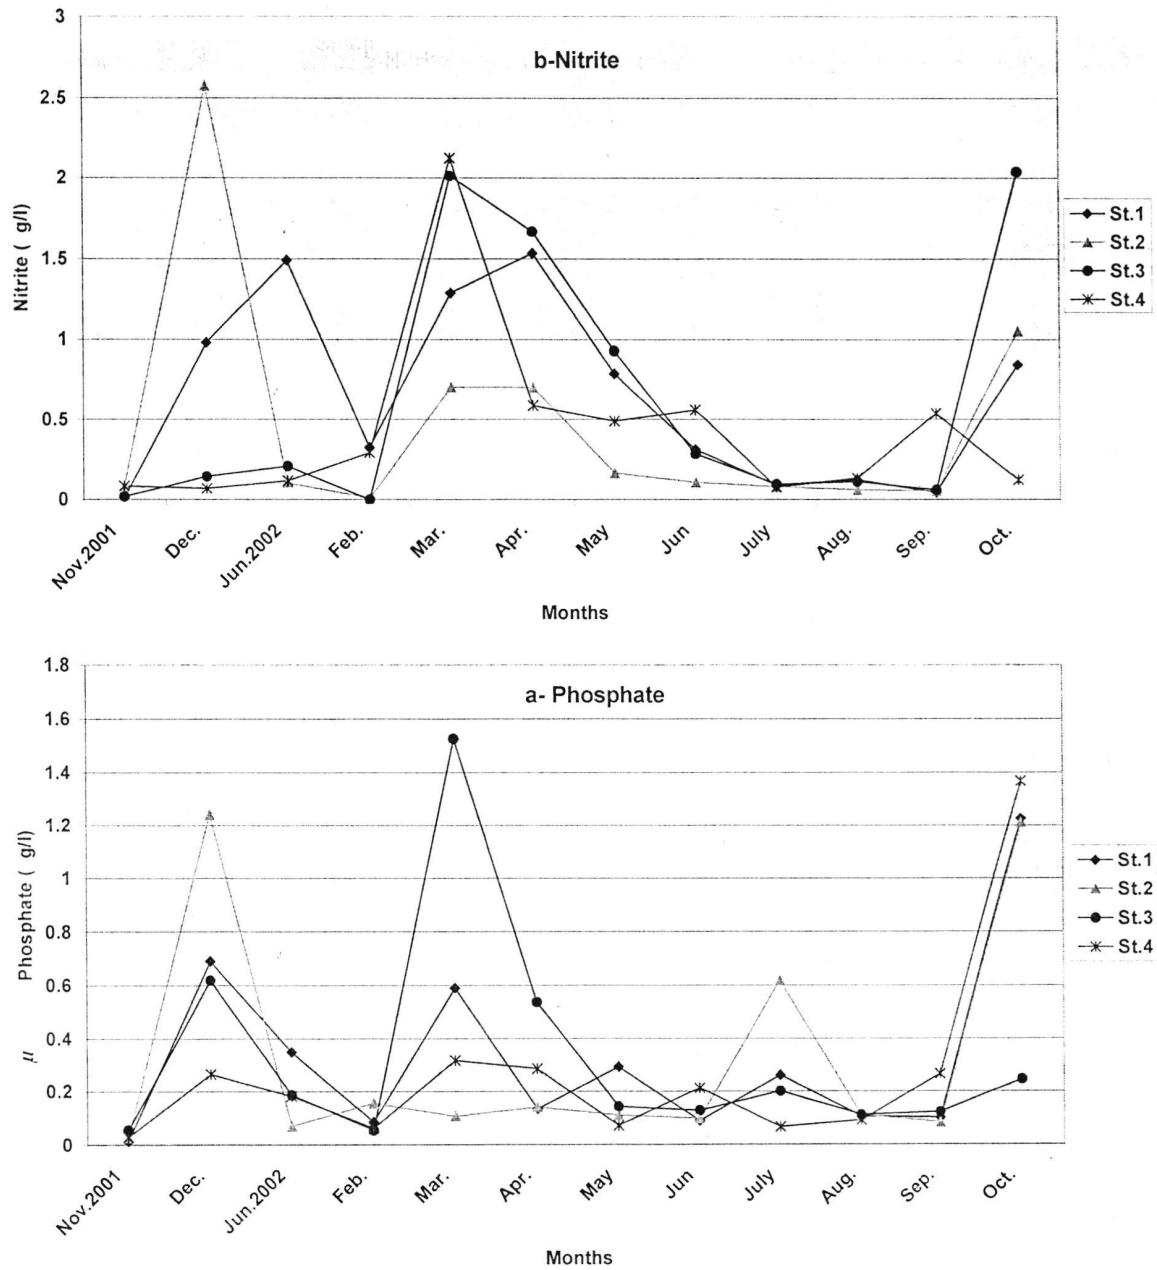 b-Nitrite
3
2.5
2
1.5
1
0.5
0
Nitrite ( g/l)
Nov.2001
Dec.
Jun.2002
Feb.
Mar.
Apr.
May
Jun
July
Aug.
Sep.
Oct.
Months
St.1
St.2
St.3
St.4
a- Phosphate
1.8
1.6
1.4
1.2
1
0.8
0.6
0.4
0.2
0
µ Phosphate ( g/l)
Nov.2001
Dec.
Jun.2002
Feb.
Mar.
Apr.
May
Jun
July
Aug.
Sep.
Oct.
Months
St.1
St.2
St.3
St.4